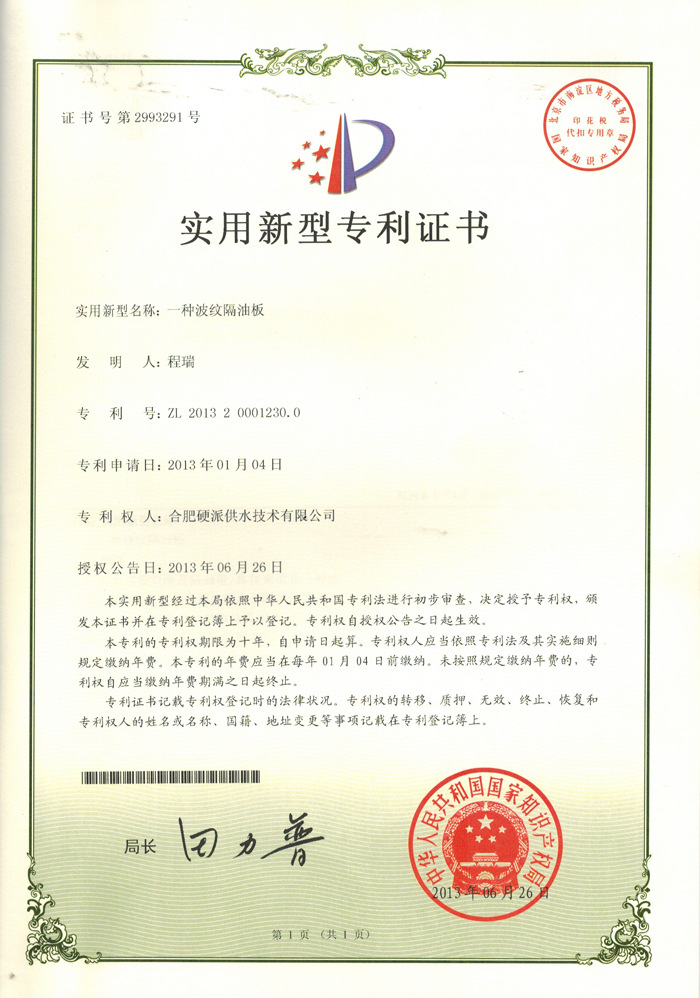 证书号第2993291号
北京市海淀区地方税务局
印花税
代扣专用章
国家知识产权局
实用新型专利证书
实用新型名称：一种波纹隔油板
发明人：程瑞
专利号：ZL 2013 2 0001230.0
专利申请日：2013年01月04日
专利权人：合肥硬派供水技术有限公司
授权公告日：2013年06月26日
本实用新型经过本局依照中华人民共和国专利法进行初步审查，决定授予专利权，颁
发本证书并在专利登记簿上予以登记。专利权自授权公告之日起生效。
本专利的专利权期限为十年，自申请日起算。专利权人应当依照专利法及其实施细则
规定缴纳年费。本专利的年费应当在每年01月04日前缴纳。未按照规定缴纳年费的，专
利权自应当缴纳年费期满之日起终止。
专利证书记载专利权登记时的法律状况。专利权的转移、质押、无效、终止、恢复和
专利权人的姓名或名称、国籍、地址变更等事项记载在专利登记簿上。
局长 田力普
中华人民共和国国家知识产权局
2013年06月26日
第1页（共1页）